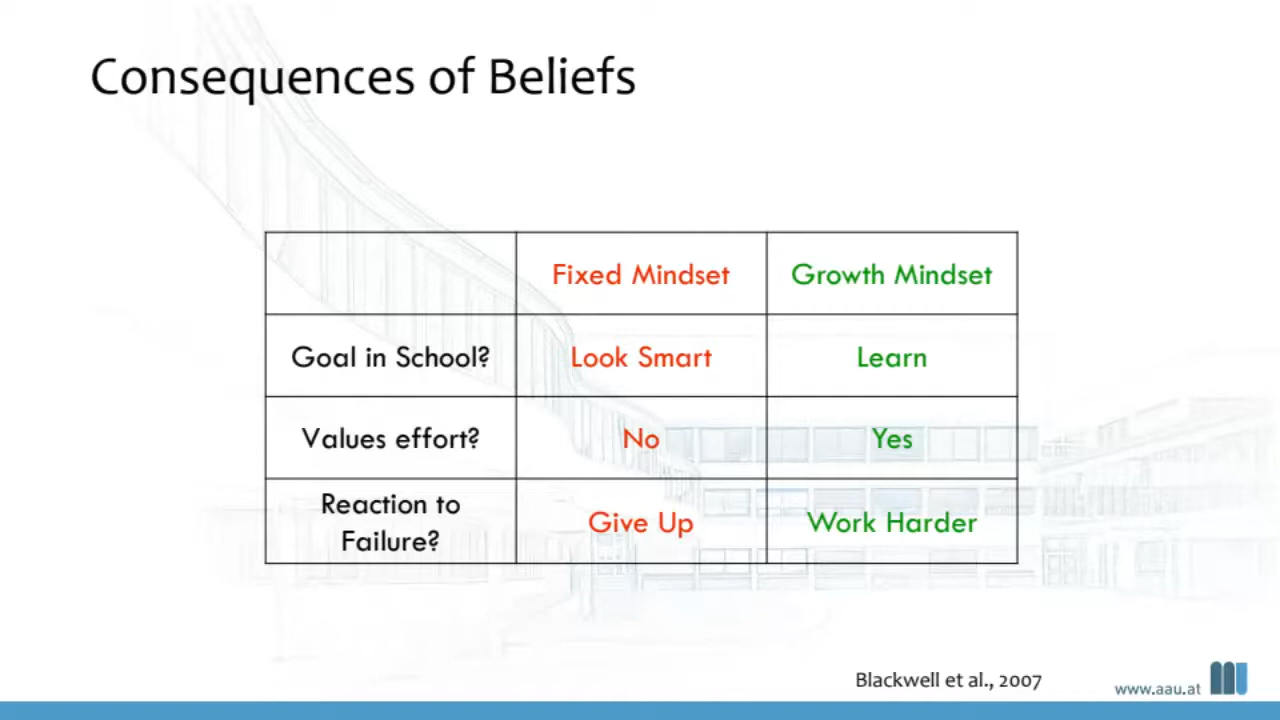 Consequences of Beliefs
Fixed Mindset
Growth Mindset
Goal in School?
Look Smart
Learn
Values effort?
No
Yes
Reaction to
Failure?
Give Up
Work Harder
Blackwell et al., 2007
www.aau.at